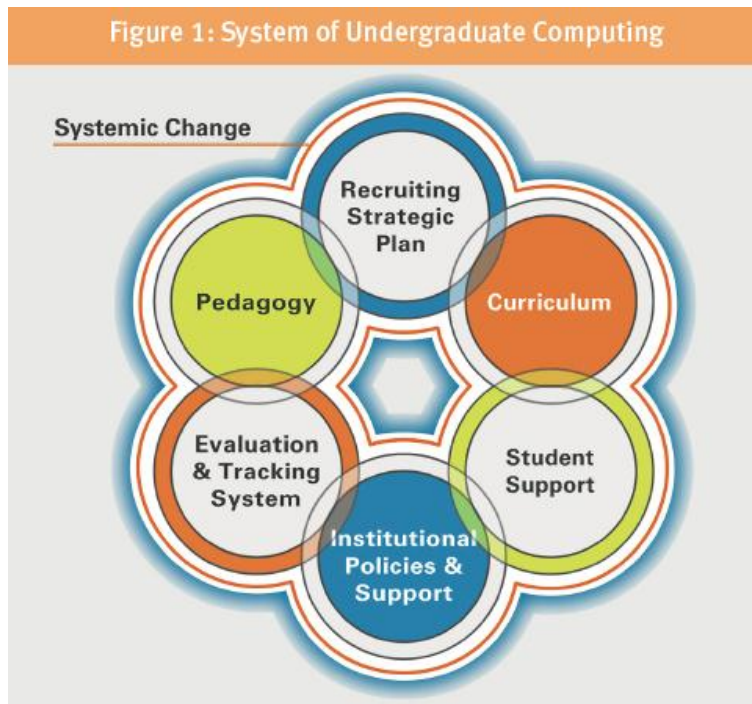 Figure 1: System of Undergraduate Computing
Systemic Change
Recruiting
Strategic
Plan
Pedagogy
Curriculum
Evaluation
& Tracking
System
Student
Support
Institutional
Policies &
Support